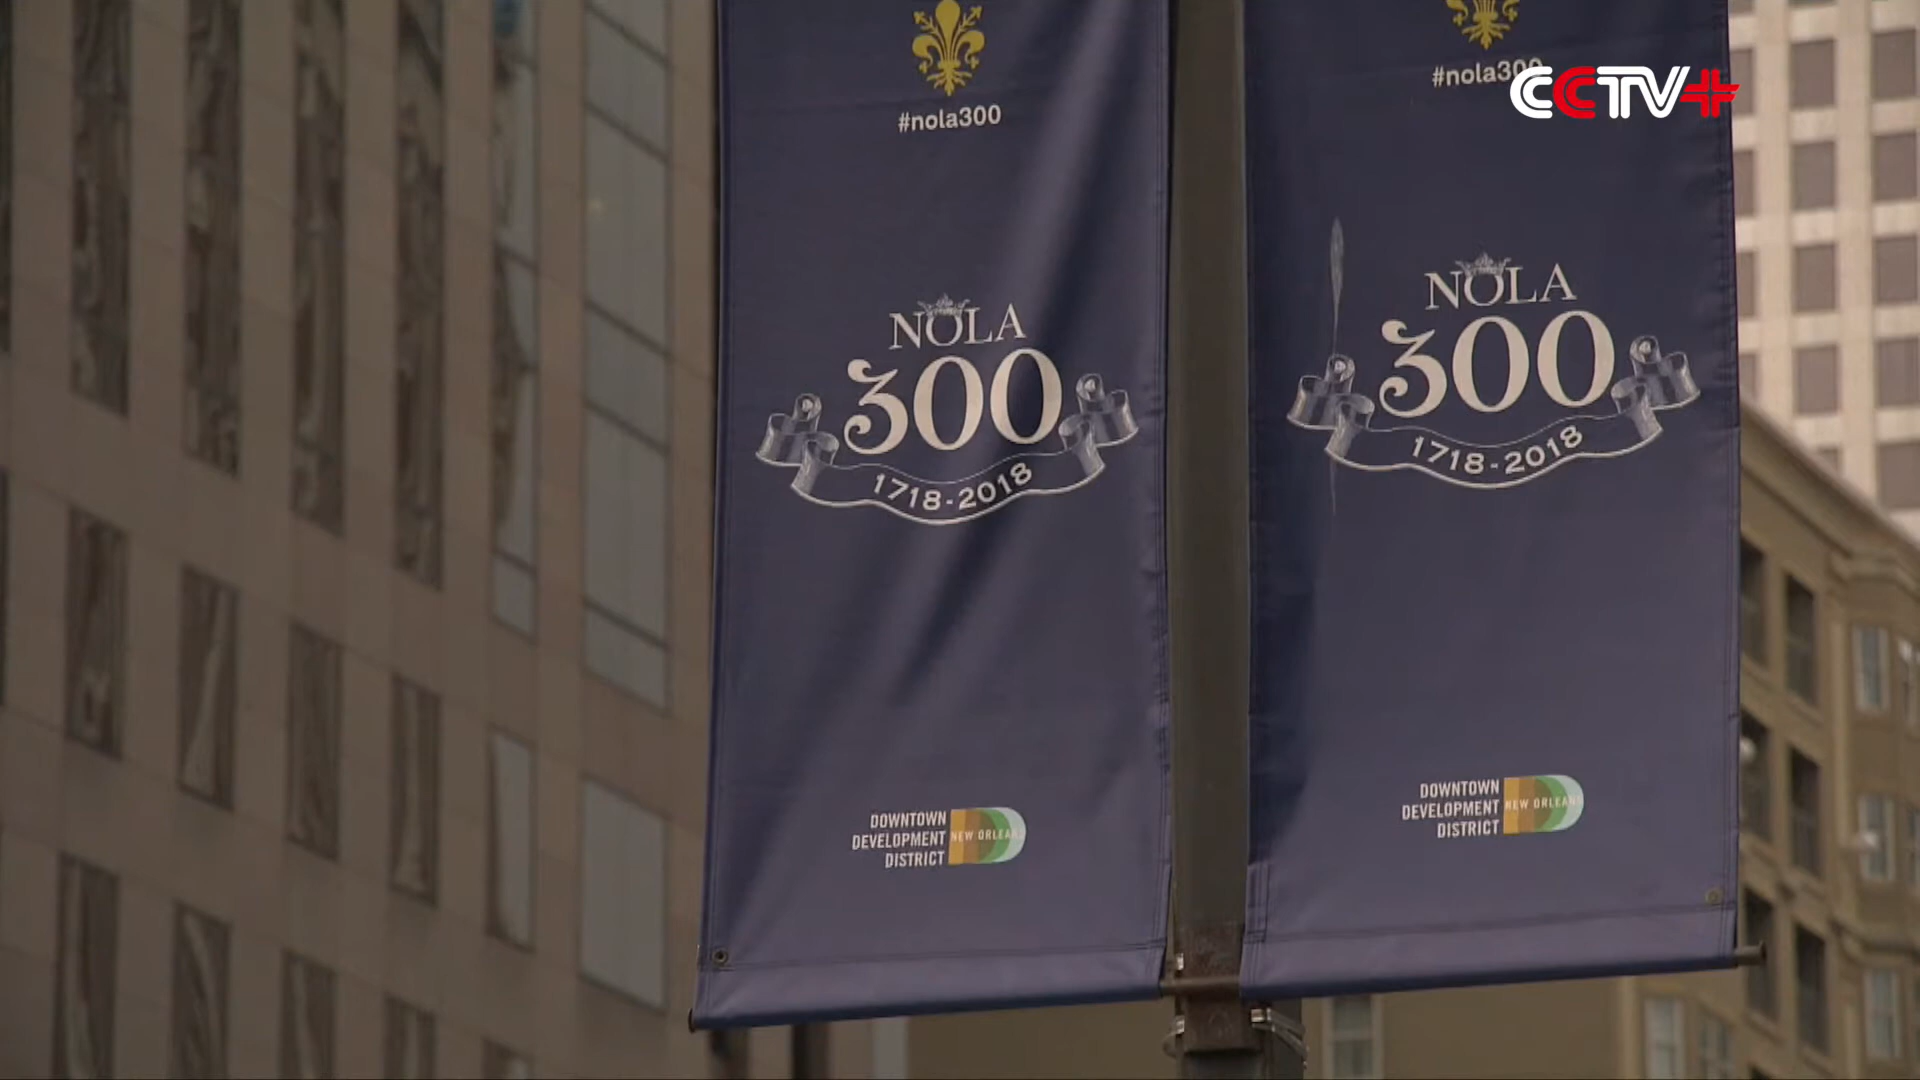 #nola300
NOLA
300
1718-2018
DOWNTOWN
DEVELOPMENT
DISTRICT
NEW ORLEANS
#nola300
NOLA
300
1718-2018
DOWNTOWN
DEVELOPMENT
DISTRICT
NEW ORLEANS
CCTV+